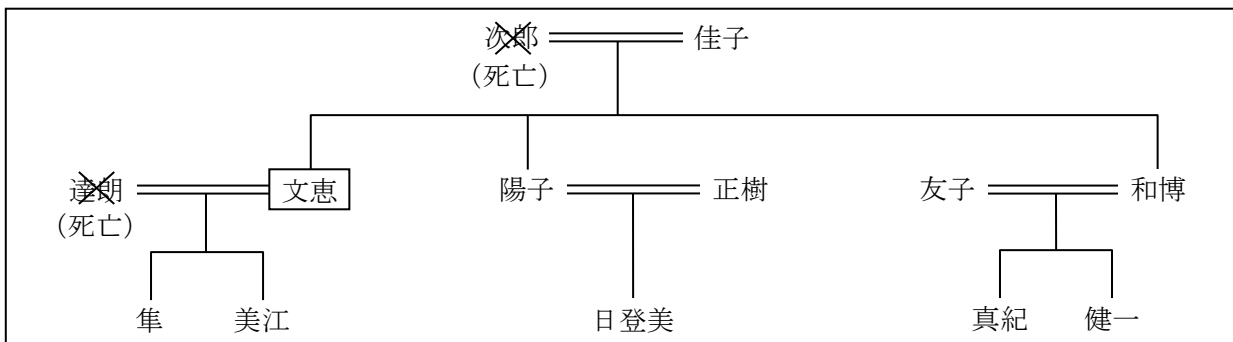 次郎 佳子
(死亡)
達朗 文恵 陽子 正樹 友子 和博
(死亡)
隼 美江 日登美 真紀 健一